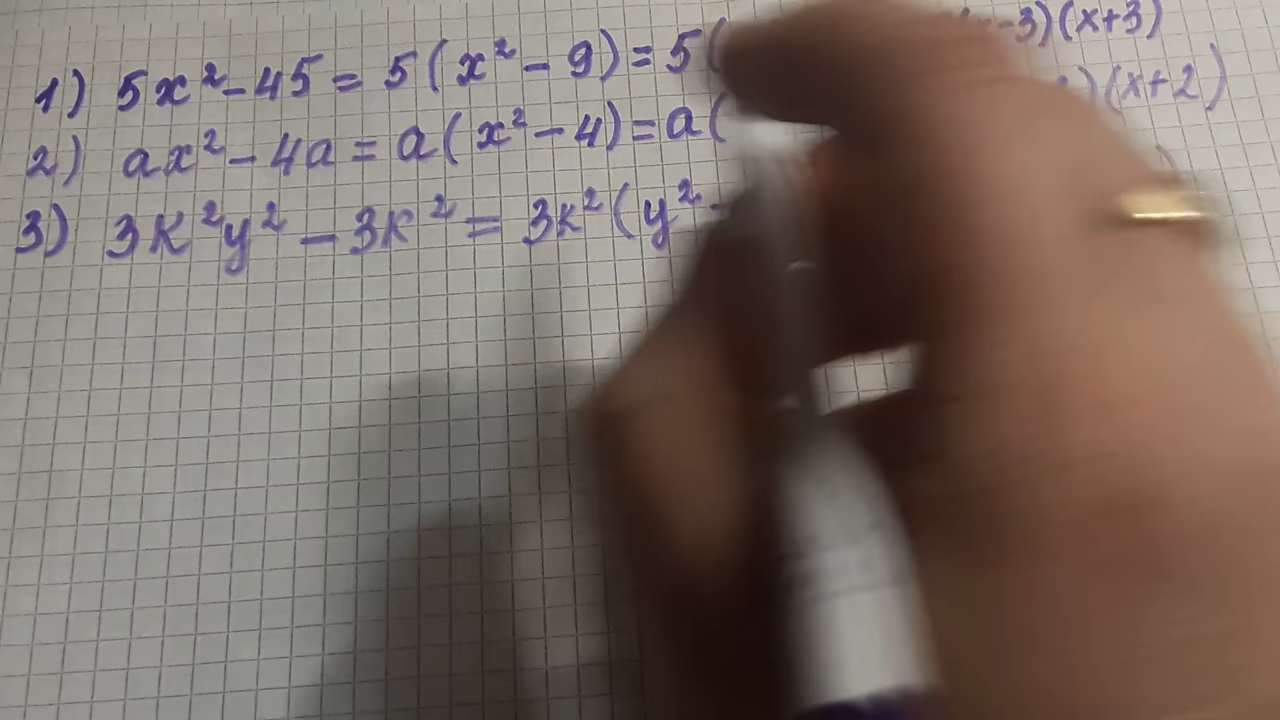 1) 5x² - 45 = 5(x² - 9) = 5( -3)(x+3)
2) ax² - 4a = a(x² - 4) = a( )(x+2)
3) 3k²y² - 3k² = 3k²(y² - )